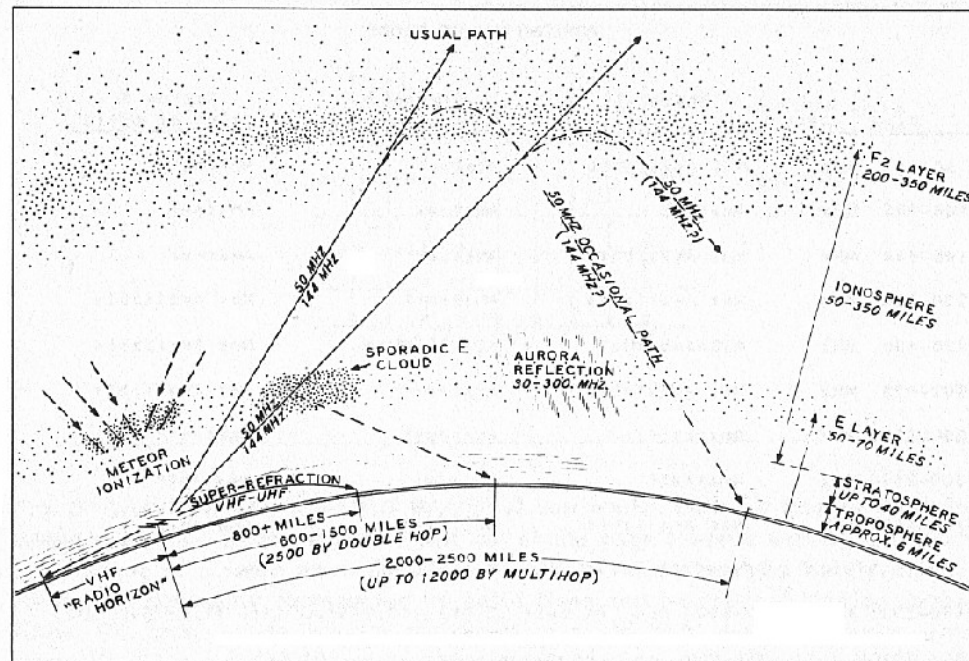 USUAL PATH
F2 LAYER
200-350 MILES
50 MHZ
144 MHZ
50 MHZ OCCASIONAL PATH
( 144 MHZ?)
50 MHZ
(144 MHZ?)
IONOSPHERE
50-350 MILES
SPORADIC E
CLOUD
AURORA
REFLECTION
30-300 MHZ
50 MHZ
144 MHZ
METEOR
IONIZATION
E LAYER
50-70 MILES
SUPER-REFRACTION
VHF-UHF
800+ MILES
600-1500 MILES
(2500 BY DOUBLE HOP)
2000-2500 MILES
(UP TO 12000 BY MULTIHOP)
STRATOSPHERE
UP TO 40 MILES
TROPOSPHERE
APPROX. 6 MILES
VHF
"RADIO
HORIZON"